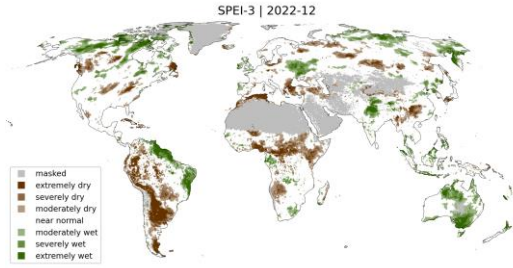 SPEI-3 | 2022-12
masked
extremely dry
severely dry
moderately dry
near normal
moderately wet
severely wet
extremely wet